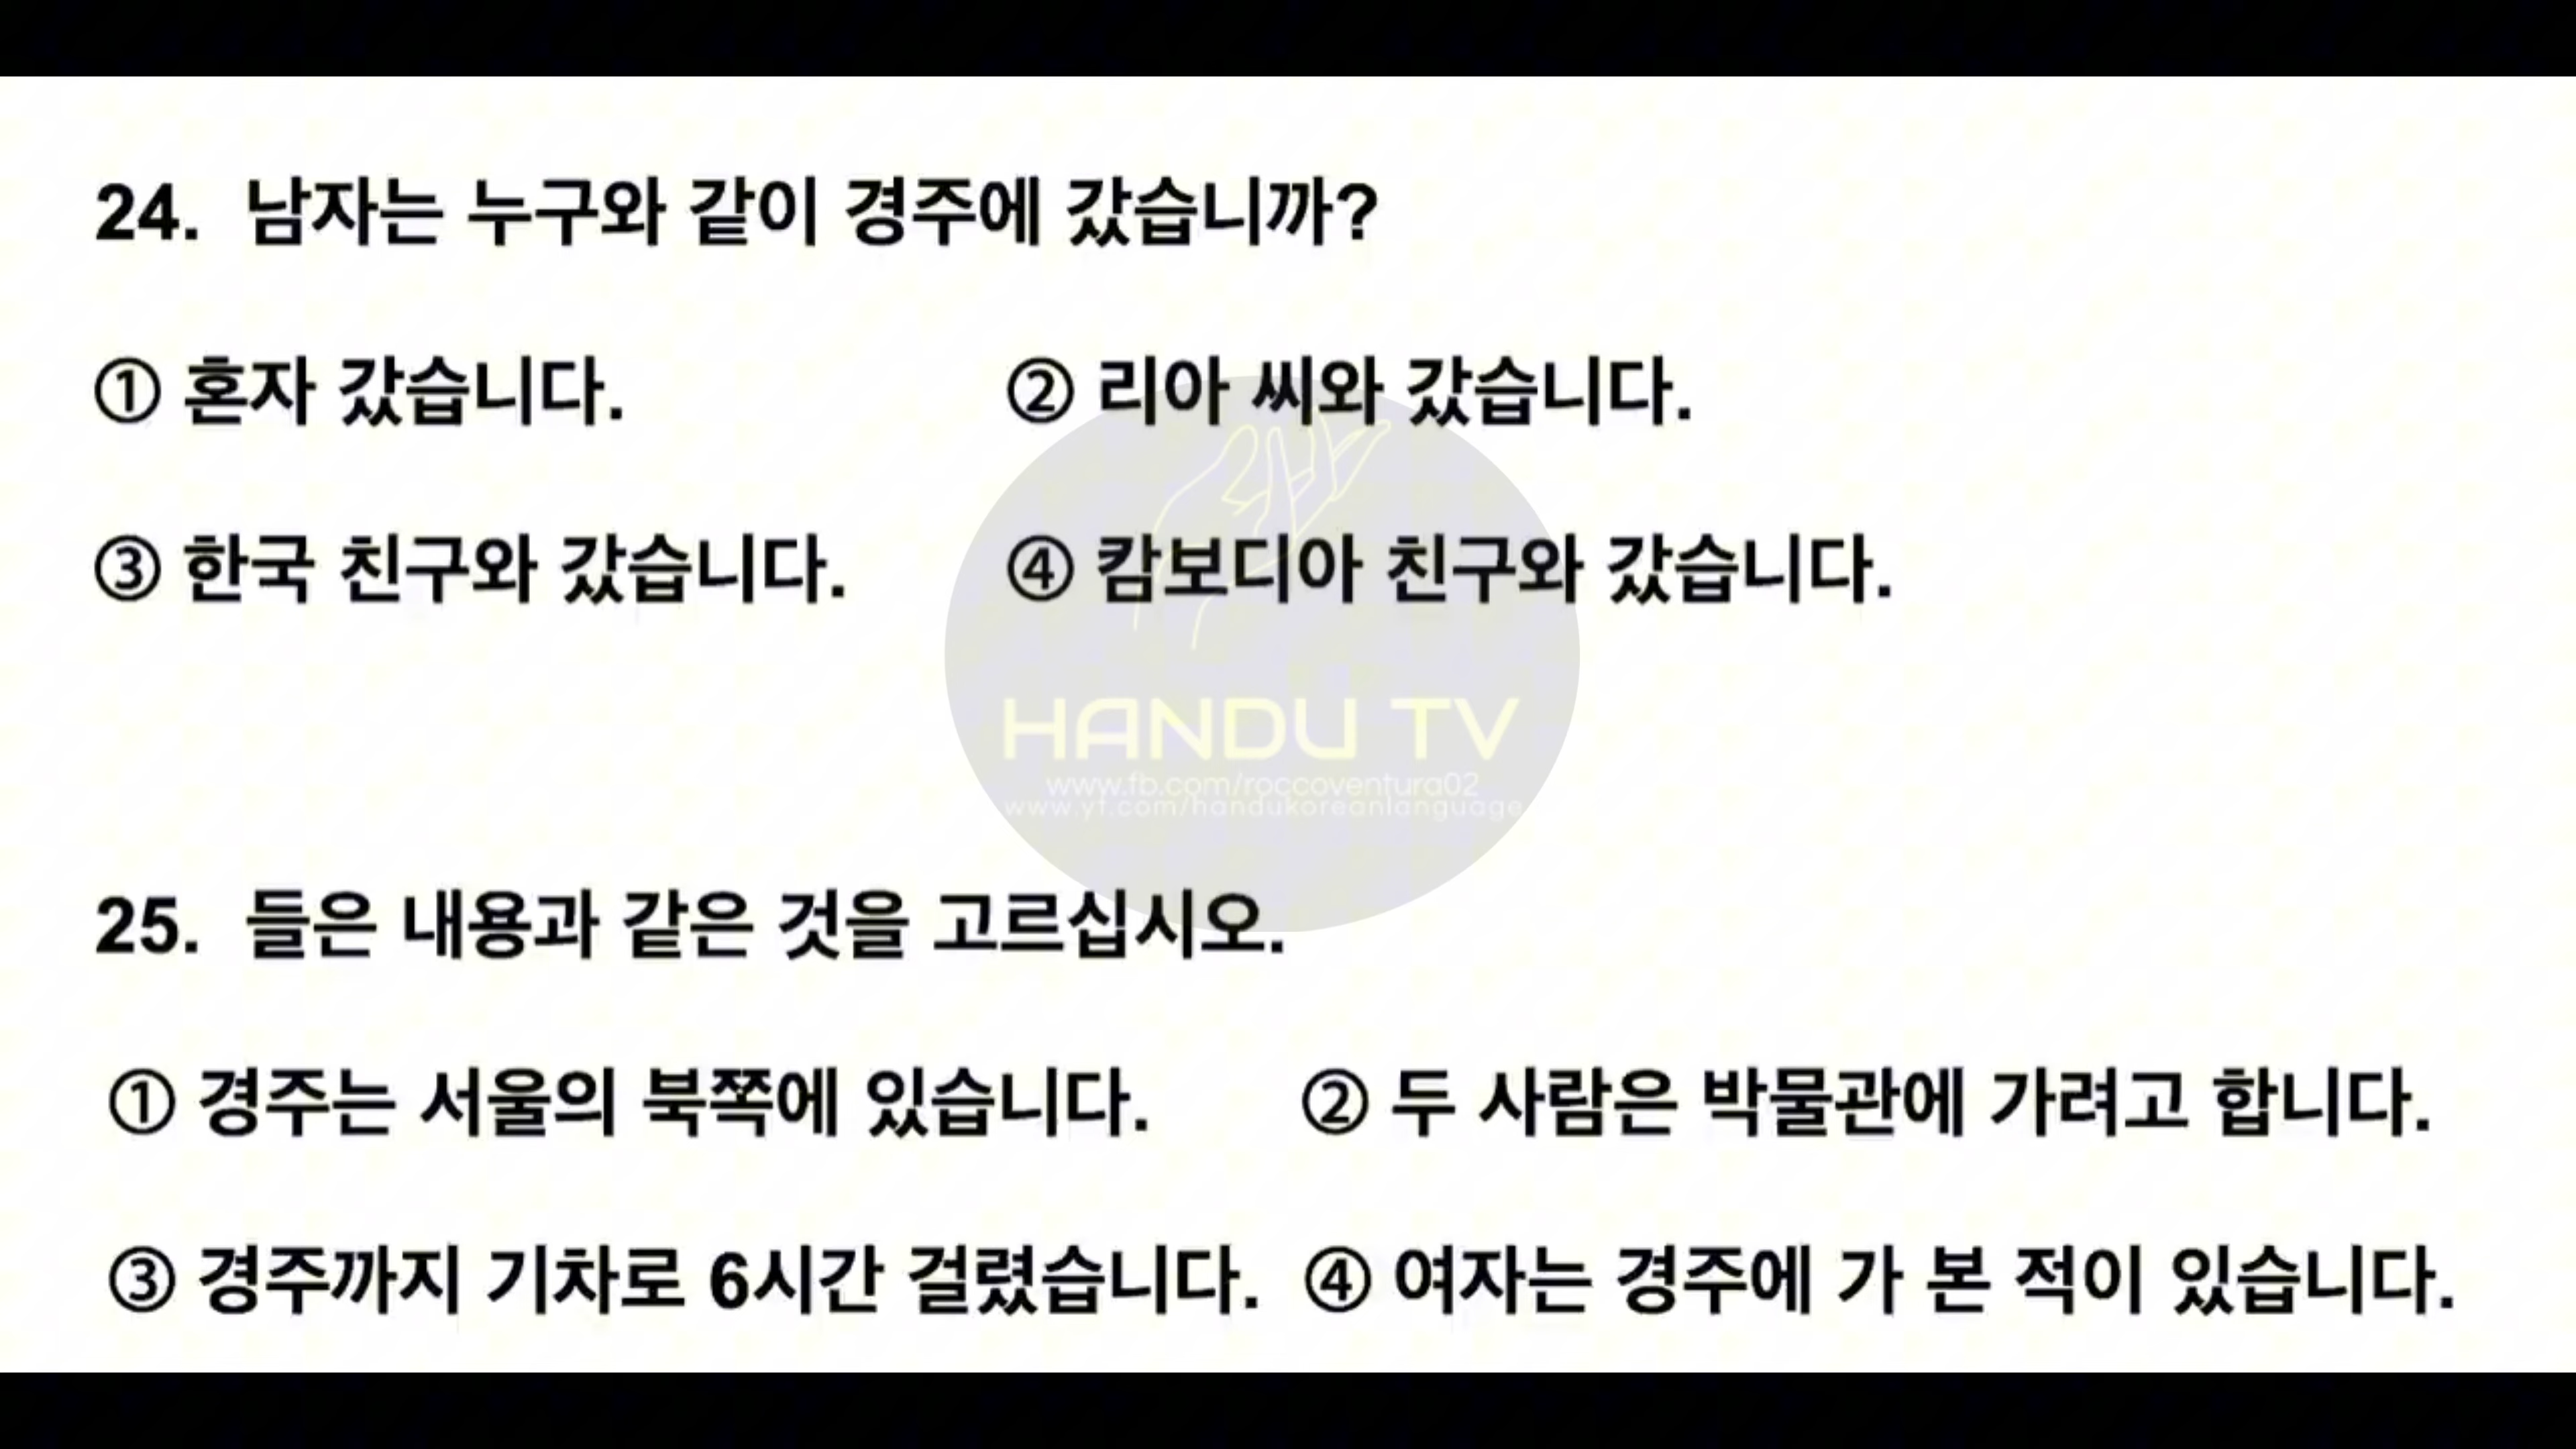 24. 남자는 누구와 같이 경주에 갔습니까?
① 혼자 갔습니다. ② 리아 씨와 갔습니다.
③ 한국 친구와 갔습니다. ④ 캄보디아 친구와 갔습니다.
HANDU TV
www.fb.com/roccoventura02
www.yt.com/handukoreanlanguage
25. 들은 내용과 같은 것을 고르십시오.
① 경주는 서울의 북쪽에 있습니다. ② 두 사람은 박물관에 가려고 합니다.
③ 경주까지 기차로 6시간 걸렸습니다. ④ 여자는 경주에 가 본 적이 있습니다.